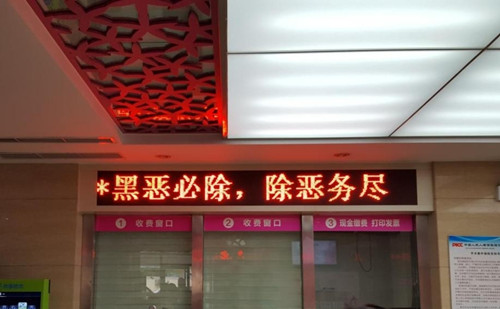 *黑恶必除，除恶务尽
1 收费窗口
2 收费窗口
3 现金缴费 打印发票
PICC